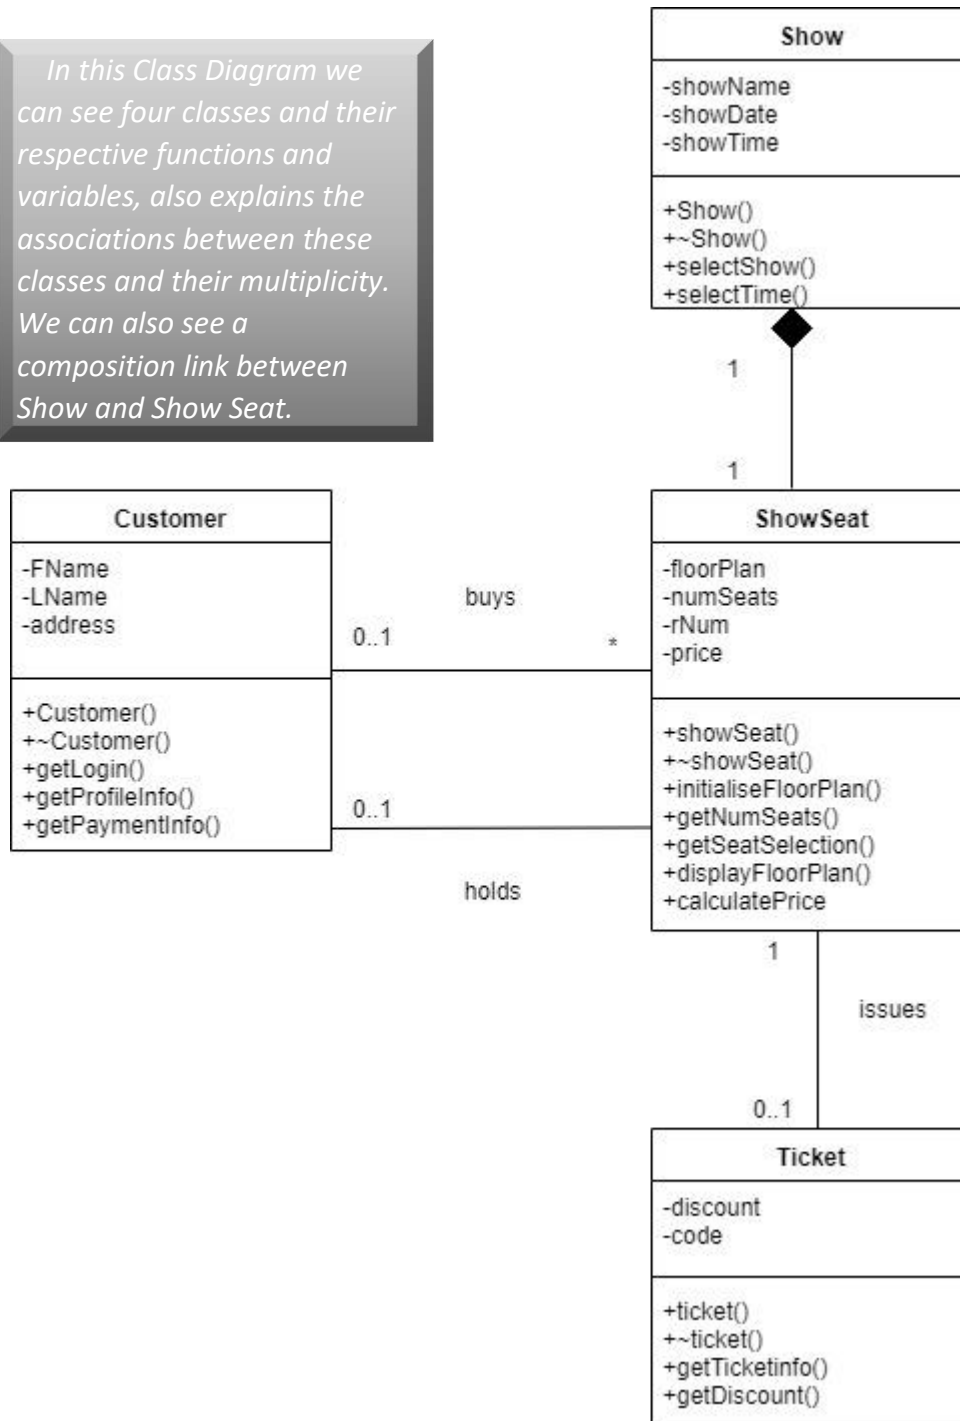 In this Class Diagram we
can see four classes and their
respective functions and
variables, also explains the
associations between these
classes and their multiplicity.
We can also see a
composition link between
Show and Show Seat.
Show
-showName
-showDate
-showTime
+Show()
+~Show()
+selectShow()
+selectTime()
1
1
Customer
-FName
-LName
-address
+Customer()
+~Customer()
+getLogin()
+getProfileInfo()
+getPaymentInfo()
buys
0..1
*
0..1
holds
ShowSeat
-floorPlan
-numSeats
-rNum
-price
+showSeat()
+~showSeat()
+initialiseFloorPlan()
+getNumSeats()
+getSeatSelection()
+displayFloorPlan()
+calculatePrice
1
issues
0..1
Ticket
-discount
-code
+ticket()
+~ticket()
+getTicketinfo()
+getDiscount()